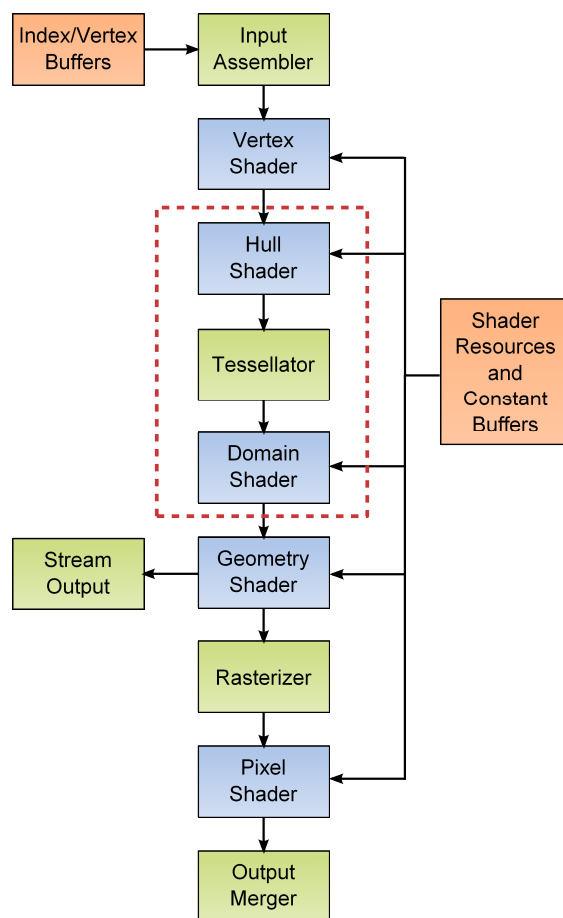 Index/Vertex
Buffers
Input
Assembler
Vertex
Shader
Hull
Shader
Tessellator
Domain
Shader
Shader
Resources
and
Constant
Buffers
Stream
Output
Geometry
Shader
Rasterizer
Pixel
Shader
Output
Merger